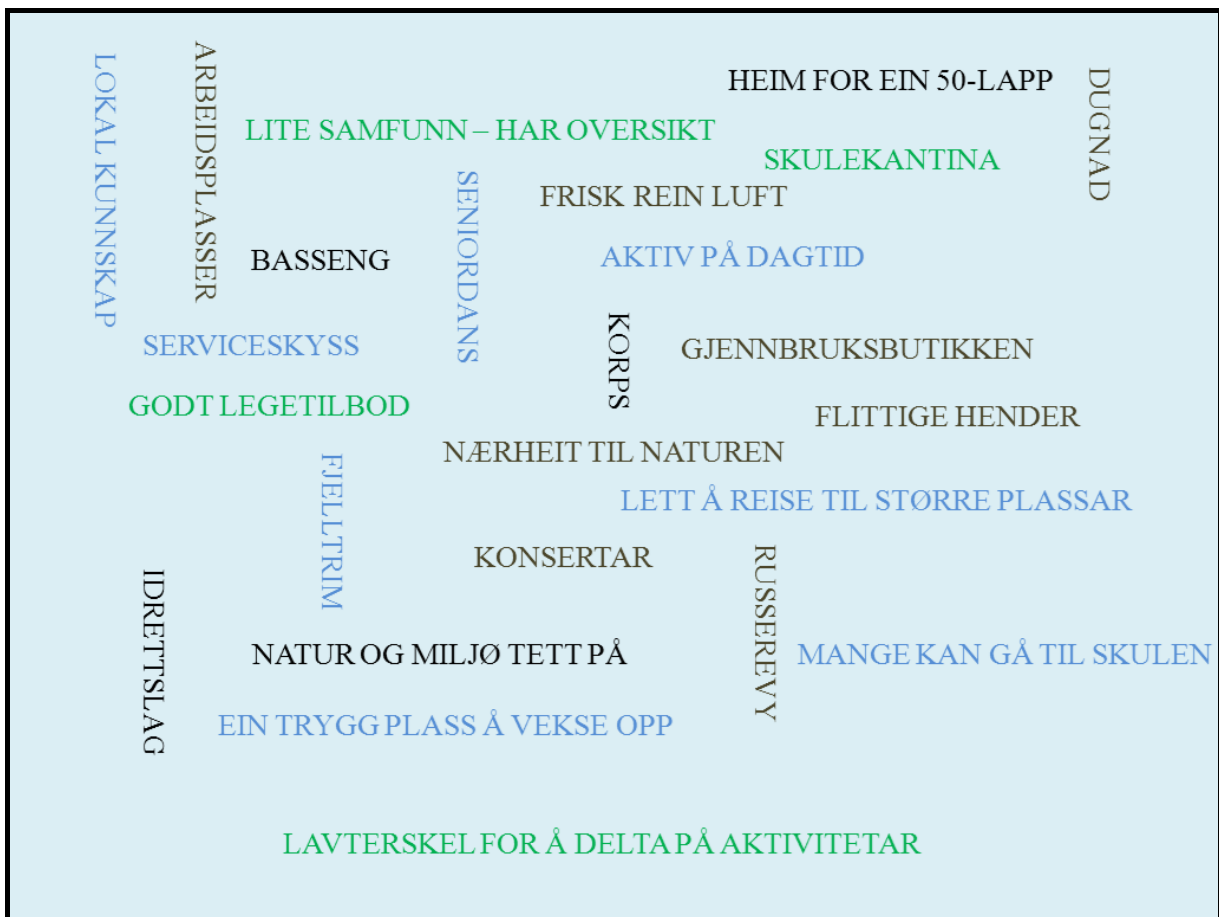 LOKAL KUNNSKAP
ARBEIDSPLASSER
HEIM FOR EIN 50-LAPP
DUGNAD
LITE SAMFUNN – HAR OVERSIKT
SKULEKANTINA
SENIORDANS
FRISK REIN LUFT
BASSENG
AKTIV PÅ DAGTID
SERVICESKYSS
KORPS
GJENNBRUKSBUTIKKEN
GODT LEGETILBOD
FLITTIGE HENDER
NÆRHEIT TIL NATUREN
FJELLTRIM
LETT Å REISE TIL STØRRE PLASSAR
KONSERTAR
RUSSEREVY
IDRETTSLAG
NATUR OG MILJØ TETT PÅ
MANGE KAN GÅ TIL SKULEN
EIN TRYGG PLASS Å VEKSE OPP
LAVTERSKEL FOR Å DELTA PÅ AKTIVITETAR